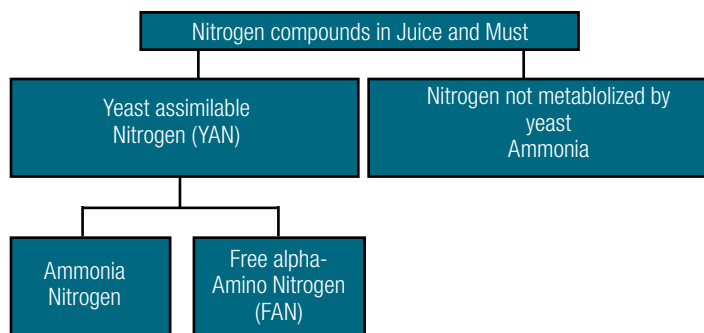 Nitrogen compounds in Juice and Must
Yeast assimilable
Nitrogen (YAN)
Nitrogen not metablolized by
yeast
Ammonia
Ammonia
Nitrogen
Free alpha-
Amino Nitrogen
(FAN)